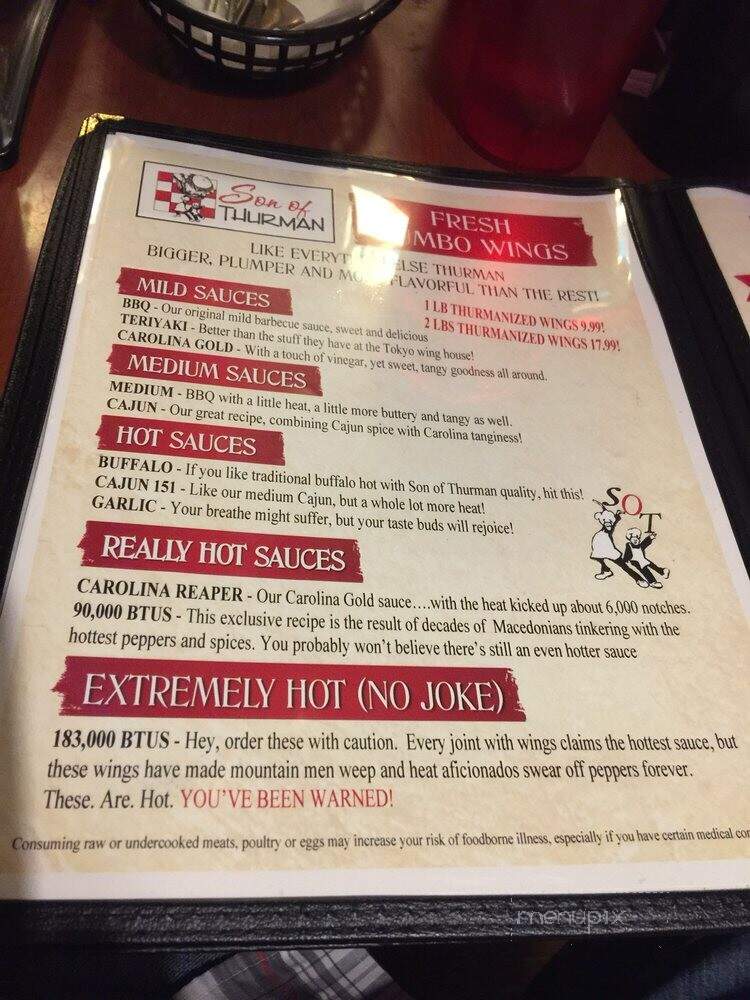 Son of
THURMAN
FRESH
MBO WINGS
LIKE EVERYT ELSE THURMAN
BIGGER, PLUMPER AND MO FLAVORFUL THAN THE REST!
MILD SAUCES
1 LB THURMANIZED WINGS 9.99!
2 LBS THURMANIZED WINGS 17.99!
BBQ - Our original mild barbecue sauce, sweet and delicious
TERIYAKI - Better than the stuff they have at the Tokyo wing house!
CAROLINA GOLD - With a touch of vinegar, yet sweet, tangy goodness all around.
MEDIUM SAUCES
MEDIUM - BBQ with a little heat, a little more buttery and tangy as well.
CAJUN - Our great recipe, combining Cajun spice with Carolina tanginess!
HOT SAUCES
BUFFALO - If you like traditional buffalo hot with Son of Thurman quality, hit this!
CAJUN 151 - Like our medium Cajun, but a whole lot more heat!
GARLIC - Your breathe might suffer, but your taste buds will rejoice!
SOT
REALLY HOT SAUCES
CAROLINA REAPER - Our Carolina Gold sauce....with the heat kicked up about 6,000 notches.
90,000 BTUS - This exclusive recipe is the result of decades of Macedonians tinkering with the
hottest peppers and spices. You probably won't believe there's still an even hotter sauce
EXTREMELY HOT (NO JOKE)
183,000 BTUS - Hey, order these with caution. Every joint with wings claims the hottest sauce, but
these wings have made mountain men weep and heat aficionados swear off peppers forever.
These. Are. Hot. YOU'VE BEEN WARNED!
Consuming raw or undercooked meats, poultry or eggs may increase your risk of foodborne illness, especially if you have certain medical con
menupix